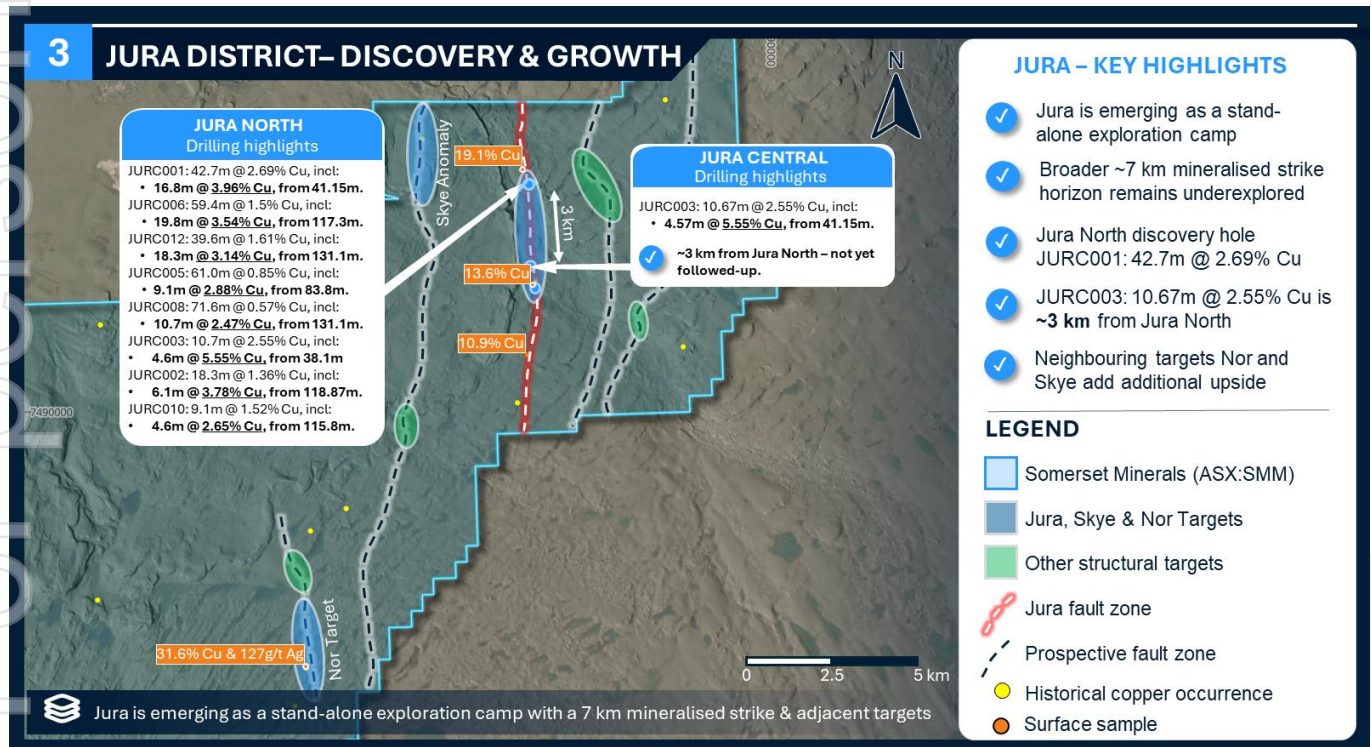 3 JURA DISTRICT– DISCOVERY & GROWTH
JURA NORTH
Drilling highlights
JURC001: 42.7m @ 2.69% Cu, incl:
• 16.8m @ 3.96% Cu, from 41.15m.
JURC006: 59.4m @ 1.5% Cu, incl:
• 19.8m @ 3.54% Cu, from 117.3m.
JURC012: 39.6m @ 1.61% Cu, incl:
• 18.3m @ 3.14% Cu, from 131.1m.
JURC005: 61.0m @ 0.85% Cu, incl:
• 9.1m @ 2.88% Cu, from 83.8m.
JURC008: 71.6m @ 0.57% Cu, incl:
• 10.7m @ 2.47% Cu, from 131.1m.
JURC003: 10.7m @ 2.55% Cu, incl:
• 4.6m @ 5.55% Cu, from 38.1m
JURC002: 18.3m @ 1.36% Cu, incl:
• 6.1m @ 3.78% Cu, from 118.87m.
JURC010: 9.1m @ 1.52% Cu, incl:
• 4.6m @ 2.65% Cu, from 115.8m.
7490000
Skye Anomaly
19.1% Cu
3 km
13.6% Cu
10.9% Cu
JURA CENTRAL
Drilling highlights
JURC003: 10.67m @ 2.55% Cu, incl:
• 4.57m @ 5.55% Cu, from 41.15m.
~3 km from Jura North – not yet
followed-up.
N
31.6% Cu & 127g/t Ag
Nor Target
0 2.5 5 km
Jura is emerging as a stand-alone exploration camp with a 7 km mineralised strike & adjacent targets
JURA – KEY HIGHLIGHTS
Jura is emerging as a stand-
alone exploration camp
Broader ~7 km mineralised strike
horizon remains underexplored
Jura North discovery hole
JURC001: 42.7m @ 2.69% Cu
JURC003: 10.67m @ 2.55% Cu is
~3 km from Jura North
Neighbouring targets Nor and
Skye add additional upside
LEGEND
Somerset Minerals (ASX:SMM)
Jura, Skye & Nor Targets
Other structural targets
Jura fault zone
Prospective fault zone
Historical copper occurrence
Surface sample